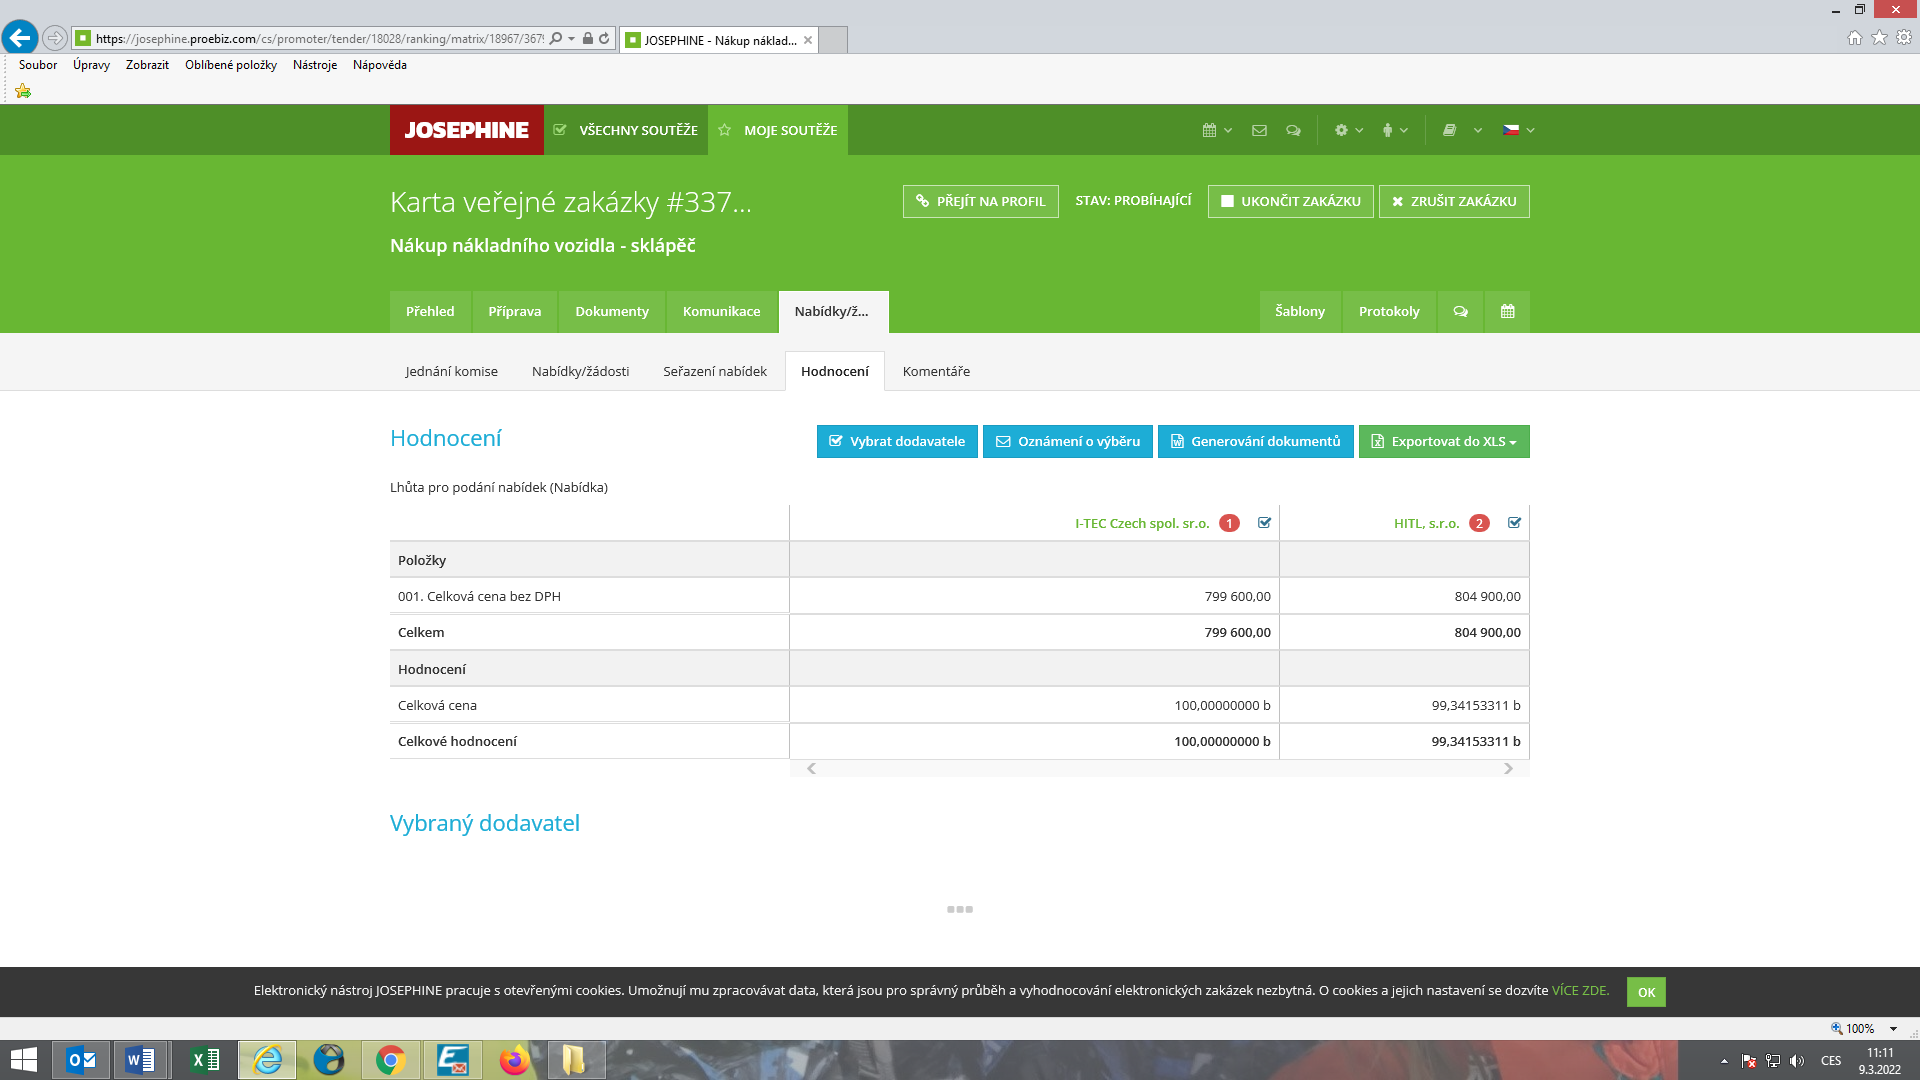 https://josephine.proebiz.com/cs/promoter/tender/18028/ranking/matrix/18967/367
JOSEPHINE - Nákup náklad...
Soubor Úpravy Zobrazit Oblíbené položky Nástroje Nápověda
JOSEPHINE VŠECHNY SOUTĚŽE MOJE SOUTĚŽE
Karta veřejné zakázky #337... PŘEJÍT NA PROFIL STAV: PROBÍHAJÍCÍ UKONČIT ZAKÁZKU ZRUŠIT ZAKÁZKU
Nákup nákladního vozidla - sklápěč
Přehled Příprava Dokumenty Komunikace Nabídky/ž... Šablony Protokoly
Jednání komise Nabídky/žádosti Seřazení nabídek Hodnocení Komentáře
Hodnocení Vybrat dodavatele Oznámení o výběru Generování dokumentů Exportovat do XLS
Lhůta pro podání nabídek (Nabídka)
I-TEC Czech spol. sr.o. 1 HITL, s.r.o. 2
Položky
001. Celková cena bez DPH 799 600,00 804 900,00
Celkem 799 600,00 804 900,00
Hodnocení
Celková cena 100,00000000 b 99,34153311 b
Celkové hodnocení 100,00000000 b 99,34153311 b
Vybraný dodavatel
Elektronický nástroj JOSEPHINE pracuje s otevřenými cookies. Umožnují mu zpracovávat data, která jsou pro správný průběh a vyhodnocování elektronických zakázek nezbytná. O cookies a jejich nastavení se dozvíte VÍCE ZDE. OK
100%
CES 11:11
9.3.2022